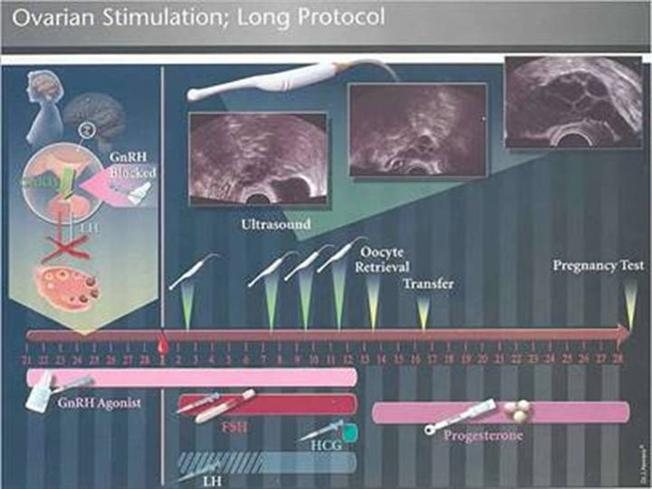 Ovarian Stimulation; Long Protocol
GnRH
Blocked
LH
Ultrasound
Oocyte
Retrieval
Transfer
Pregnancy Test
21 22 23 24 25 26 27 28 1 2 3 4 5 6 7 8 9 10 11 12 13 14 15 16 17 18 19 20 21 22 23 24 25 26 27 28
GnRH Agonist
FSH
HCG
Progesterone
LH